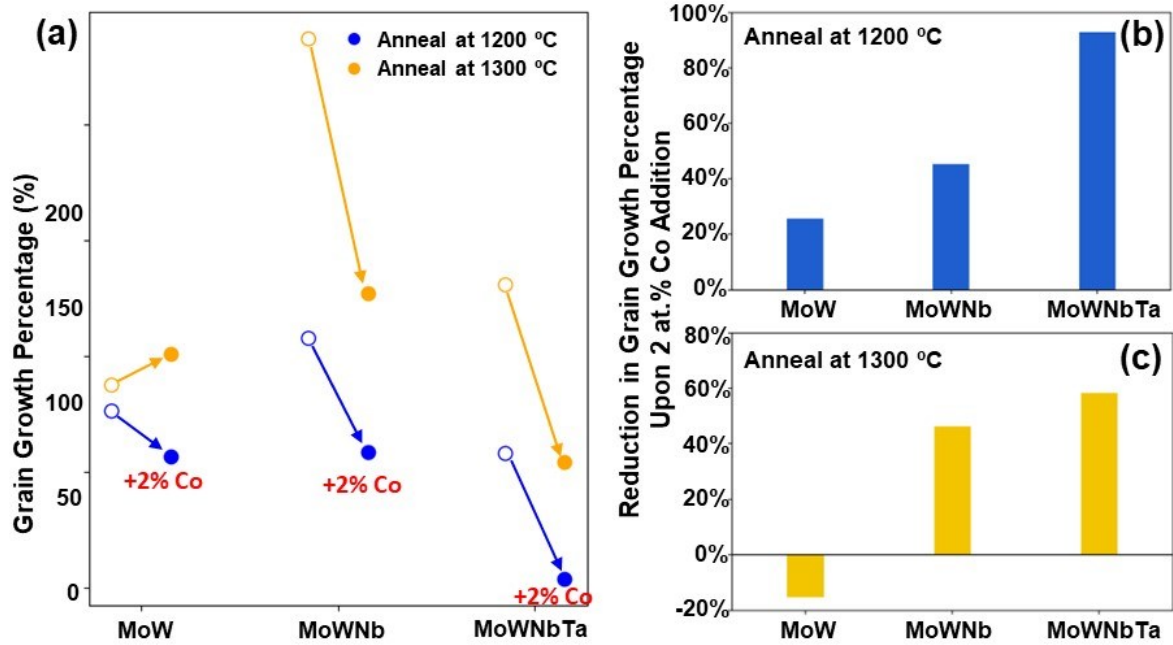 (a)
Anneal at 1200 ºC
Anneal at 1300 ºC
Grain Growth Percentage (%)
200
150
100
50
0
+2% Co
+2% Co
+2% Co
MoW
MoWNb
MoWNbTa
Reduction in Grain Growth Percentage
Upon 2 at.% Co Addition
(b)
Anneal at 1200 ºC
100%
80%
60%
40%
20%
0%
MoW
MoWNb
MoWNbTa
(c)
Anneal at 1300 ºC
80%
60%
40%
20%
0%
-20%
MoW
MoWNb
MoWNbTa